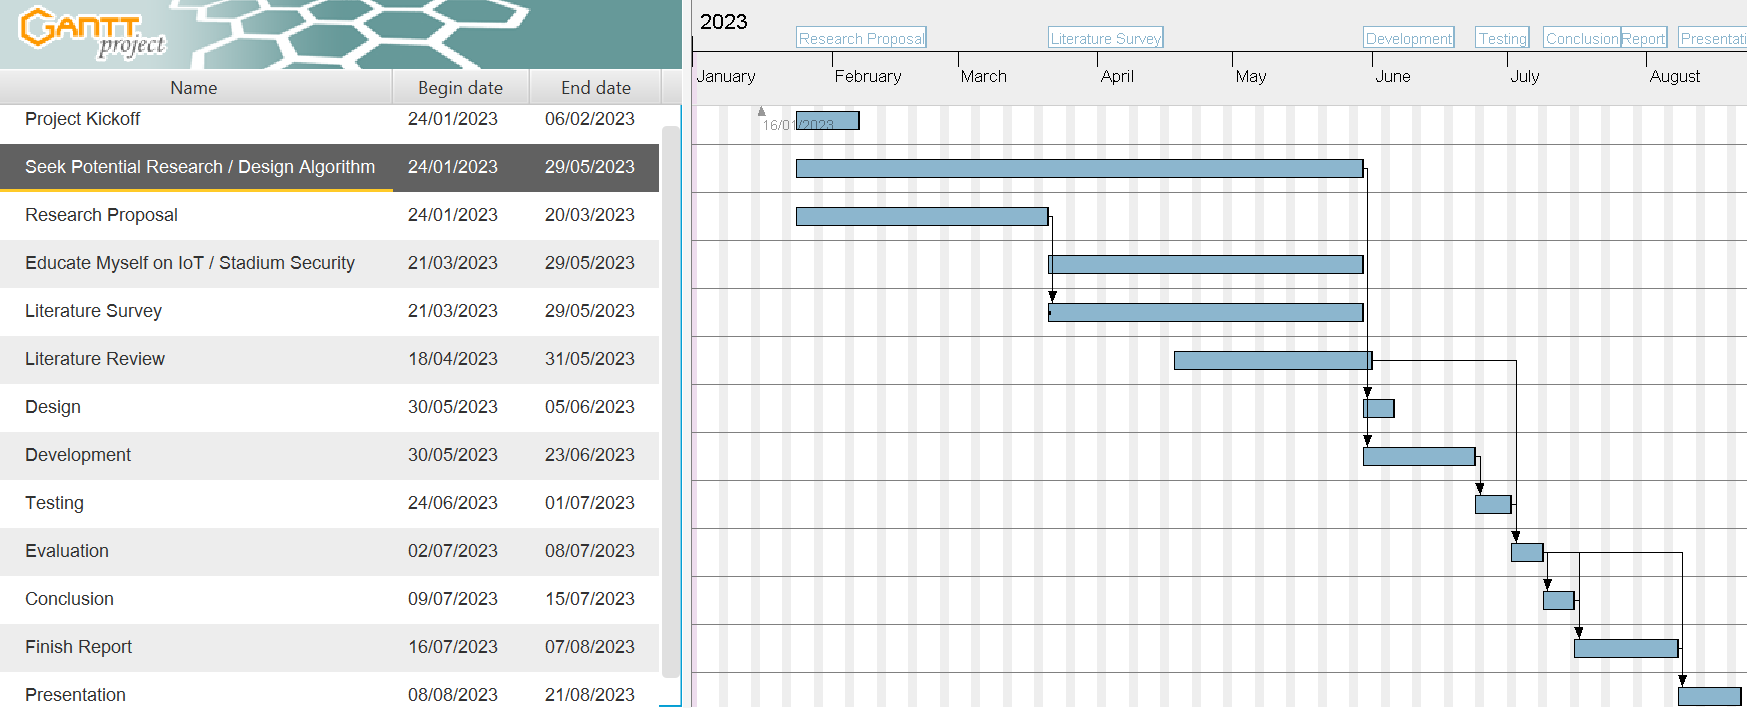 GANTT
project
2023
Research Proposal Literature Survey Development Testing Conclusion Report Presentati
January February March April May June July August
Name Begin date End date
16/01/2023
Project Kickoff 24/01/2023 06/02/2023
Seek Potential Research / Design Algorithm 24/01/2023 29/05/2023
Research Proposal 24/01/2023 20/03/2023
Educate Myself on IoT / Stadium Security 21/03/2023 29/05/2023
Literature Survey 21/03/2023 29/05/2023
Literature Review 18/04/2023 31/05/2023
Design 30/05/2023 05/06/2023
Development 30/05/2023 23/06/2023
Testing 24/06/2023 01/07/2023
Evaluation 02/07/2023 08/07/2023
Conclusion 09/07/2023 15/07/2023
Finish Report 16/07/2023 07/08/2023
Presentation 08/08/2023 21/08/2023